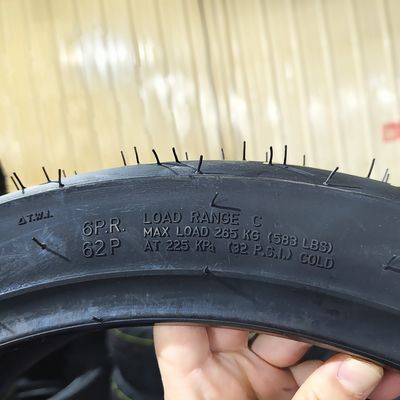 △T.W.I.
6P.R.
62P
LOAD RANGE C
MAX LOAD 265 KG (583 LBS)
AT 225 KPa (32 P.S.I.) COLD